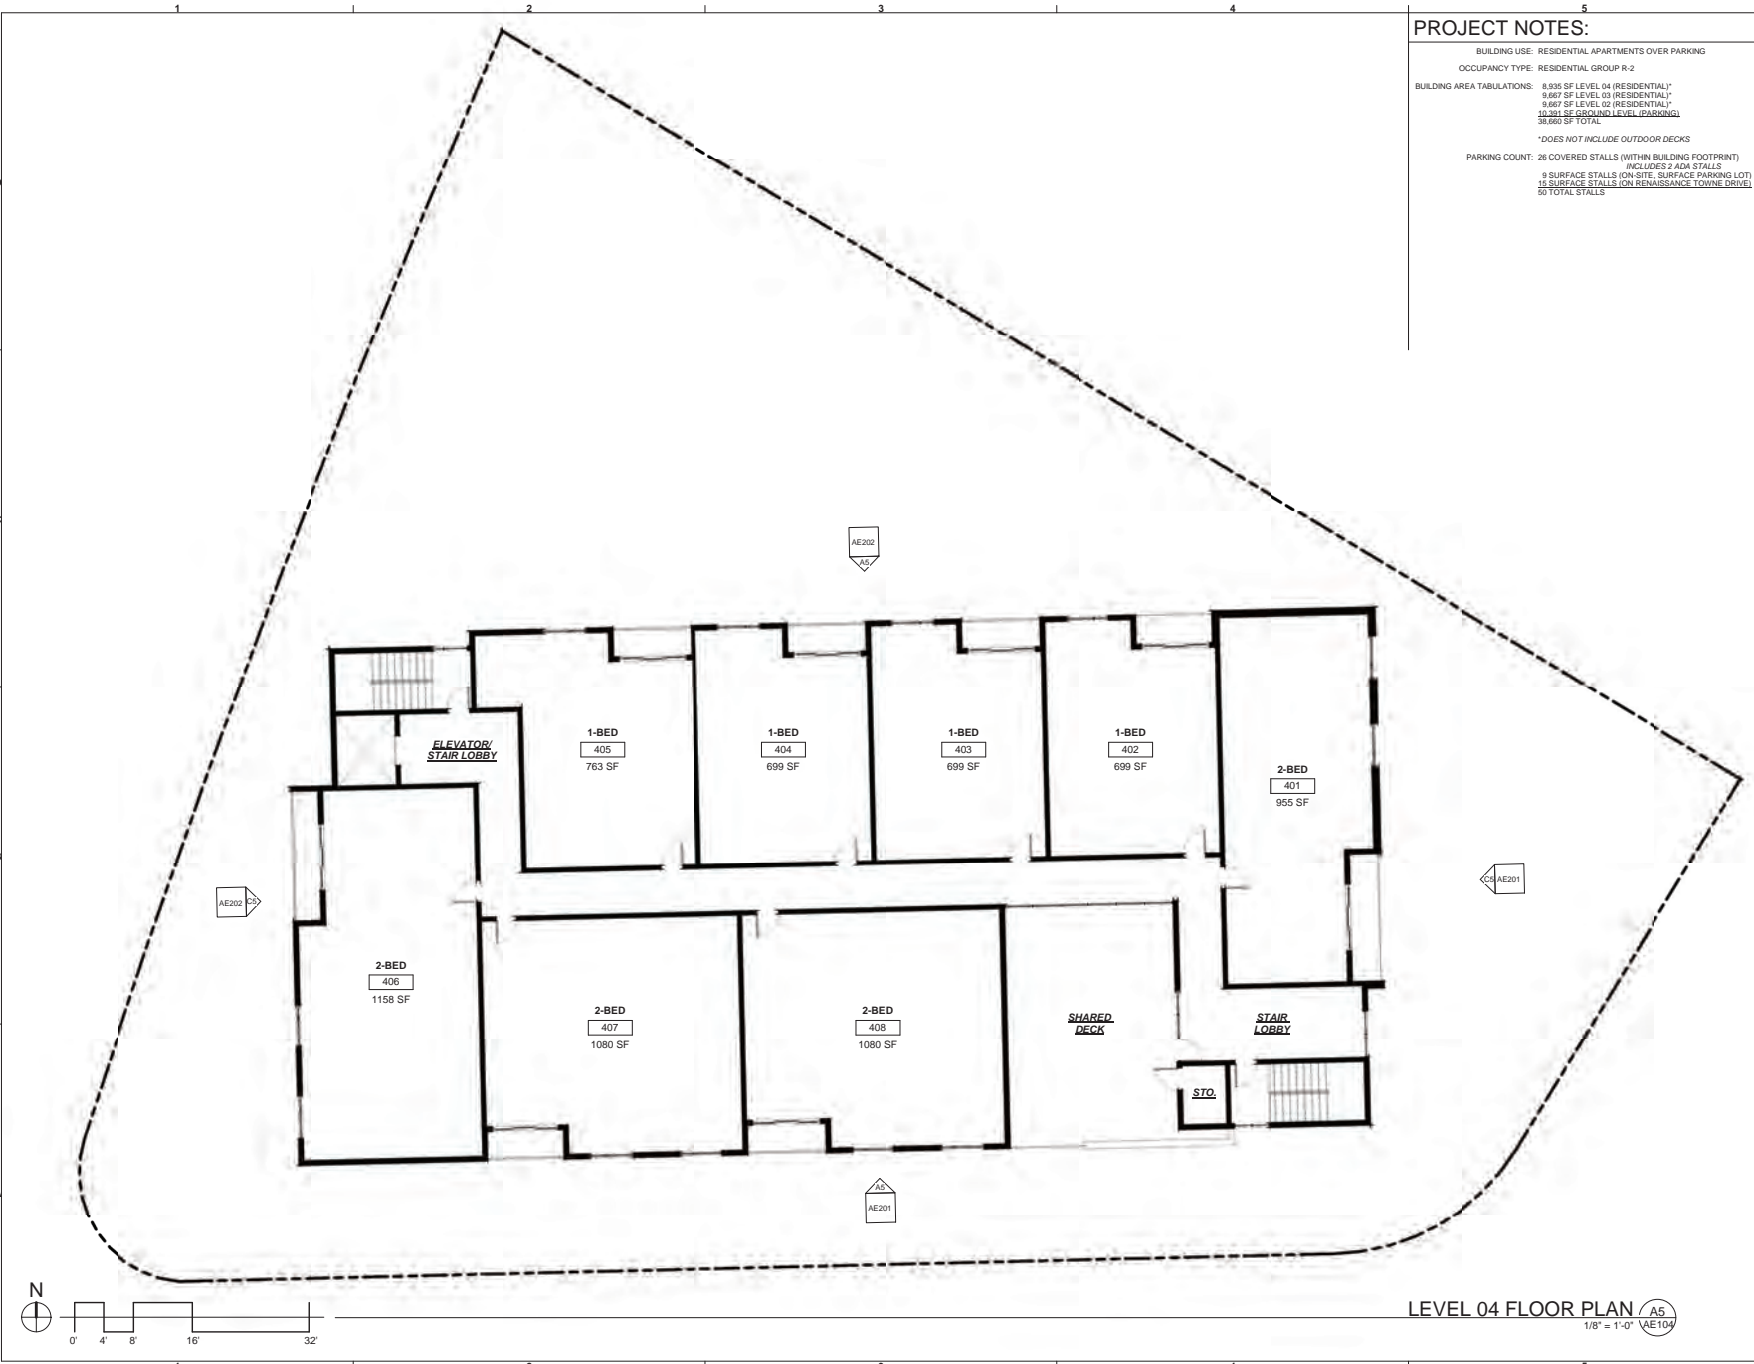 1 2 3 4 5
PROJECT NOTES:
BUILDING USE: RESIDENTIAL APARTMENTS OVER PARKING
OCCUPANCY TYPE: RESIDENTIAL GROUP R-2
BUILDING AREA TABULATIONS: 8,935 SF LEVEL 04 (RESIDENTIAL)*
9,667 SF LEVEL 03 (RESIDENTIAL)*
9,667 SF LEVEL 02 (RESIDENTIAL)*
10,391 SF GROUND LEVEL (PARKING)
38,660 SF TOTAL
*DOES NOT INCLUDE OUTDOOR DECKS
PARKING COUNT: 26 COVERED STALLS (WITHIN BUILDING FOOTPRINT)
INCLUDES 2 ADA STALLS
9 SURFACE STALLS (ON-SITE, SURFACE PARKING LOT)
15 SURFACE STALLS (ON RENAISSANCE TOWNE DRIVE)
50 TOTAL STALLS
AE202
A5
ELEVATOR/
STAIR LOBBY
1-BED
405
763 SF
1-BED
404
699 SF
1-BED
403
699 SF
1-BED
402
699 SF
2-BED
401
955 SF
AE202 C5
C5 AE201
2-BED
406
1158 SF
2-BED
407
1080 SF
2-BED
408
1080 SF
SHARED
DECK
STAIR
LOBBY
STO.
A5
AE201
N
0' 4' 8' 16' 32'
LEVEL 04 FLOOR PLAN
1/8" = 1'-0"
A5
AE104